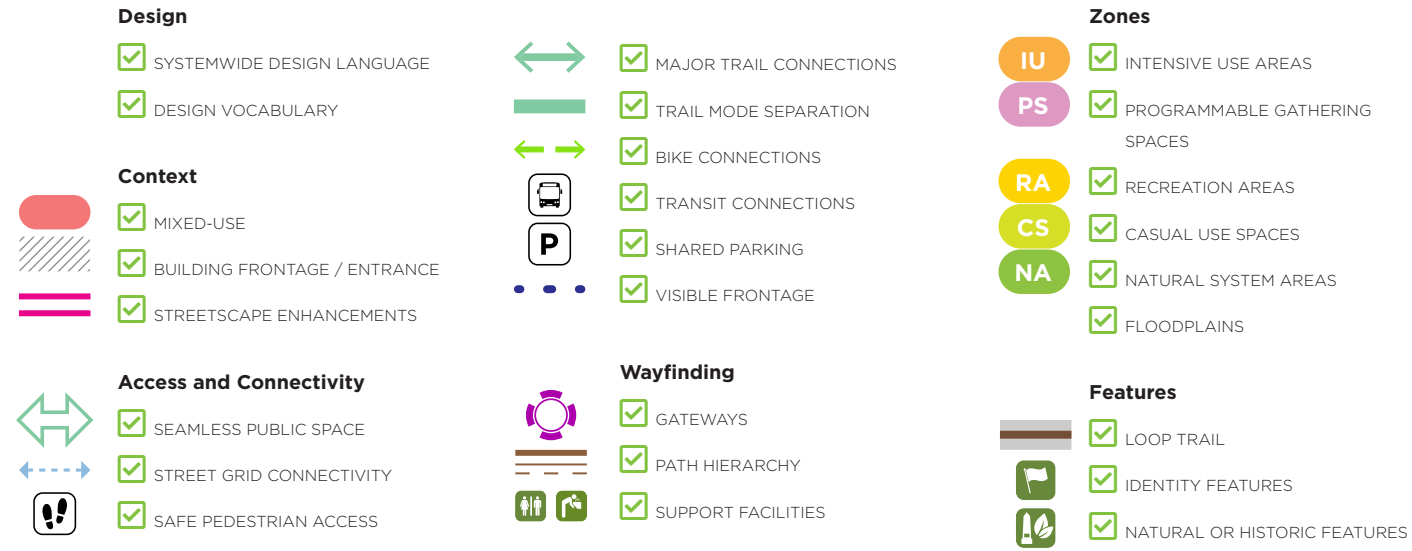 Design
SYSTEMWIDE DESIGN LANGUAGE
DESIGN VOCABULARY
Context
MIXED-USE
BUILDING FRONTAGE / ENTRANCE
STREETSCAPE ENHANCEMENTS
Access and Connectivity
SEAMLESS PUBLIC SPACE
STREET GRID CONNECTIVITY
SAFE PEDESTRIAN ACCESS
MAJOR TRAIL CONNECTIONS
TRAIL MODE SEPARATION
BIKE CONNECTIONS
TRANSIT CONNECTIONS
P SHARED PARKING
VISIBLE FRONTAGE
Wayfinding
GATEWAYS
PATH HIERARCHY
SUPPORT FACILITIES
Zones
IU INTENSIVE USE AREAS
PS PROGRAMMABLE GATHERING
SPACES
RA RECREATION AREAS
CS CASUAL USE SPACES
NA NATURAL SYSTEM AREAS
FLOODPLAINS
Features
LOOP TRAIL
IDENTITY FEATURES
NATURAL OR HISTORIC FEATURES